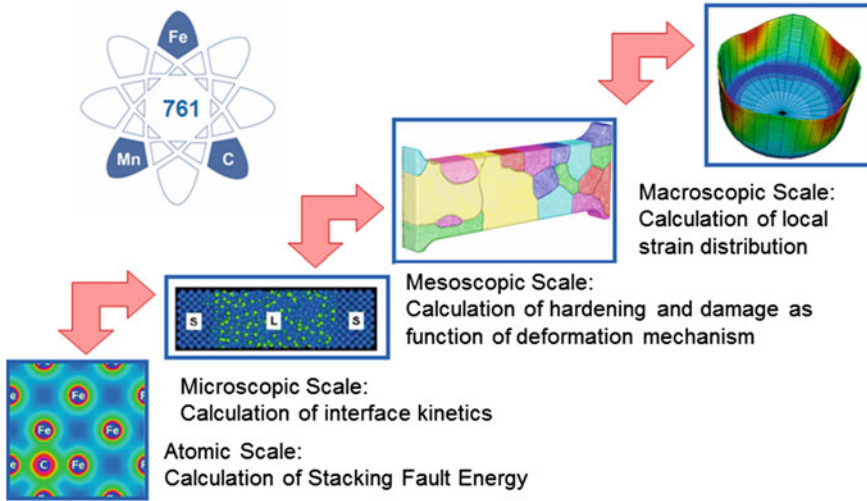 Fe
761
Mn
C
Macroscopic Scale:
Calculation of local
strain distribution
Mesoscopic Scale:
Calculation of hardening and damage as
function of deformation mechanism
S
L
S
Microscopic Scale:
Calculation of interface kinetics
Atomic Scale:
Calculation of Stacking Fault Energy
Fe
Fe
Fe
Fe
C
Fe